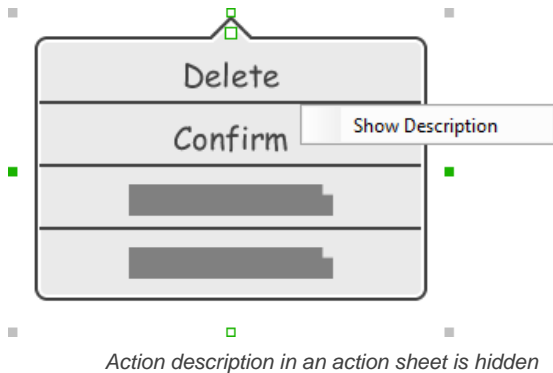 Delete
Confirm
Show Description
Action description in an action sheet is hidden